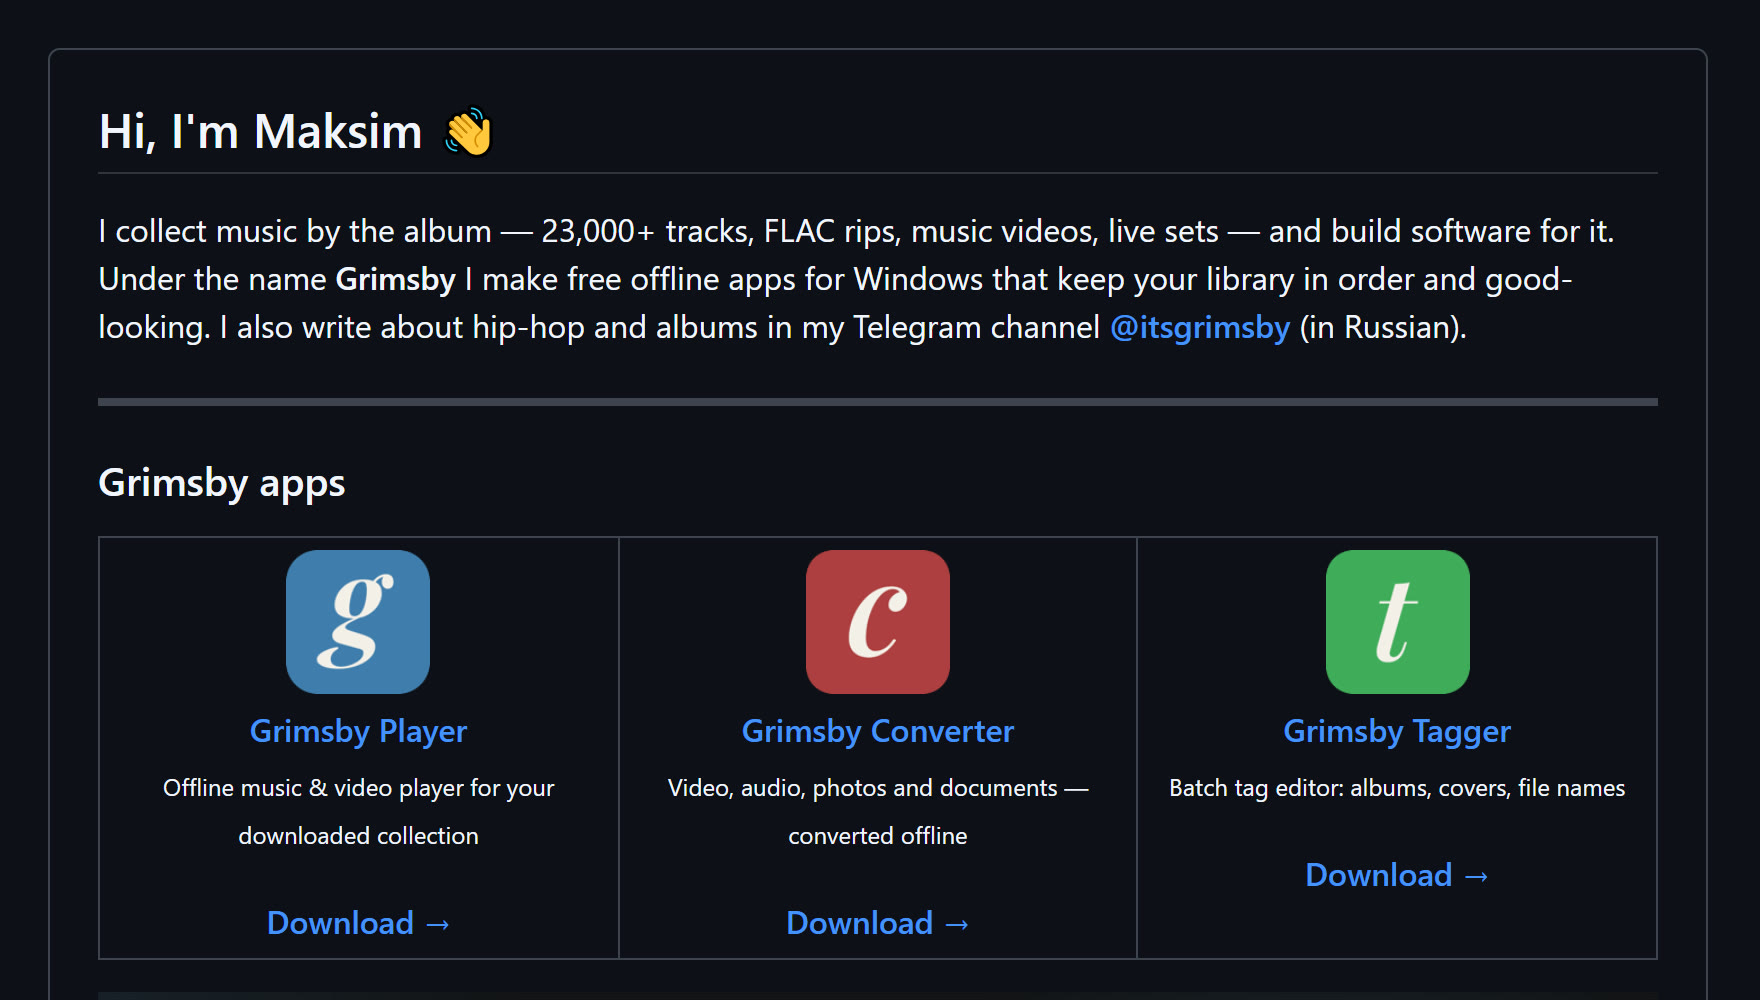 Hi, I'm Maksim 👋
I collect music by the album — 23,000+ tracks, FLAC rips, music videos, live sets — and build software for it.
Under the name Grimsby I make free offline apps for Windows that keep your library in order and good-
looking. I also write about hip-hop and albums in my Telegram channel @itsgrimsby (in Russian).
Grimsby apps
g
Grimsby Player
Offline music & video player for your
downloaded collection
Download →
c
Grimsby Converter
Video, audio, photos and documents —
converted offline
Download →
t
Grimsby Tagger
Batch tag editor: albums, covers, file names
Download →